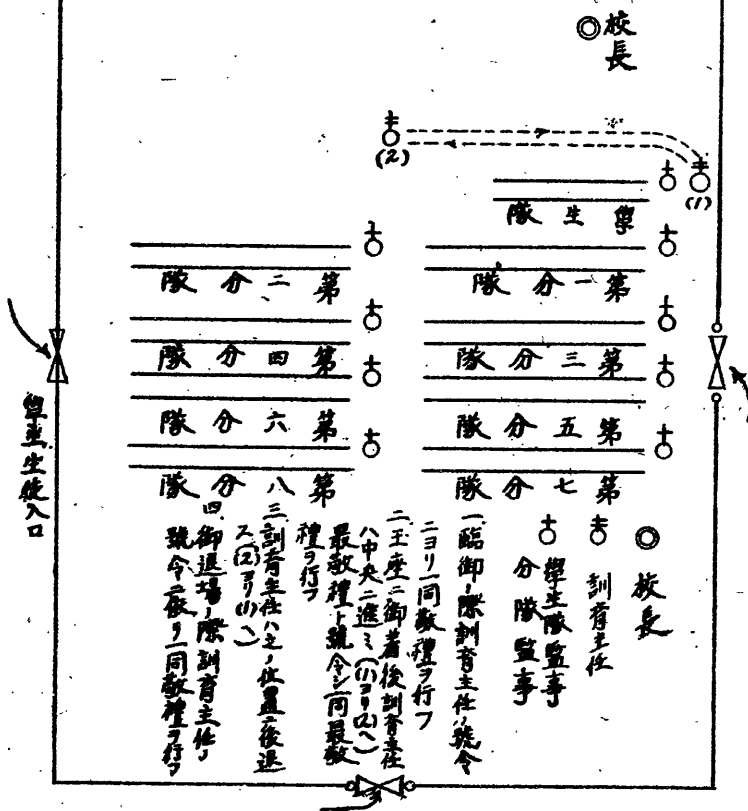 校長
(2)
(1)
學生隊
第一分隊
第二分隊
第三分隊
第四分隊
第五分隊
第六分隊
第七分隊
第八分隊
學生生徒入口
校長
訓育主任
學生隊監事
分隊監事
一、臨御ノ際訓育主任ノ號令
ニヨリ一同敬禮ヲ行フ
二、玉座ニ御着後訓育主任
ハ中央ニ進ミ((1)ヨリ(2)ヘ)
最敬禮ト號令シ一同最敬
禮ヲ行フ
三、訓育主任ハ之ノ位置ニ後退
ス((2)ヨリ(1)ヘ)
四、御退場ノ際訓育主任ノ
號令ニ依リ一同敬禮ヲ行フ